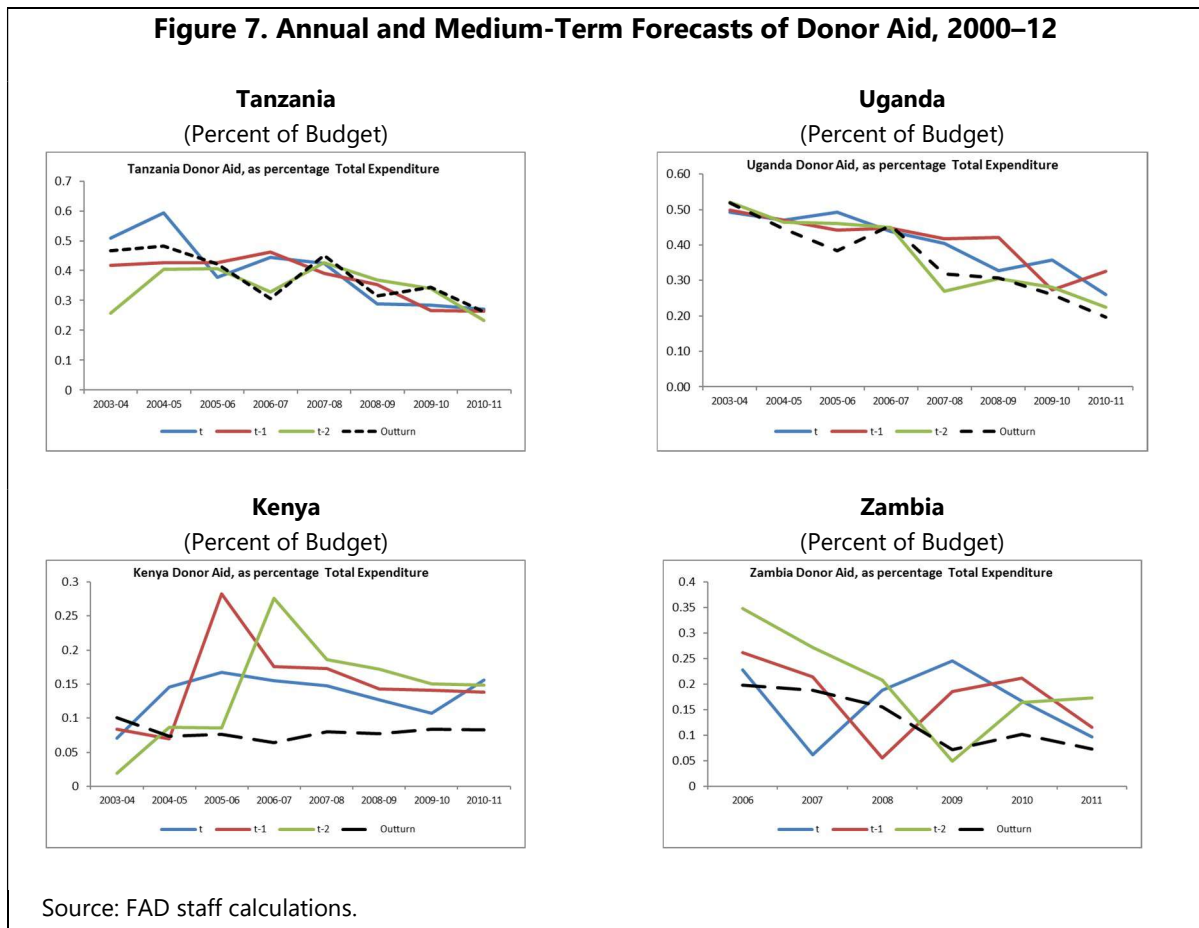 Figure 7. Annual and Medium-Term Forecasts of Donor Aid, 2000–12
Tanzania
(Percent of Budget)
Tanzania Donor Aid, as percentage Total Expenditure
0.7
0.6
0.5
0.4
0.3
0.2
0.1
0
2003-04 2004-05 2005-06 2006-07 2007-08 2008-09 2009-10 2010-11
t t-1 t-2 Outturn
Uganda
(Percent of Budget)
Uganda Donor Aid, as percentage Total Expenditure
0.60
0.50
0.40
0.30
0.20
0.10
0.00
2003-04 2004-05 2005-06 2006-07 2007-08 2008-09 2009-10 2010-11
t t-1 t-2 Outturn
Kenya
(Percent of Budget)
Kenya Donor Aid, as percentage Total Expenditure
0.3
0.25
0.2
0.15
0.1
0.05
0
2003-04 2004-05 2005-06 2006-07 2007-08 2008-09 2009-10 2010-11
t t-1 t-2 Outturn
Zambia
(Percent of Budget)
Zambia Donor Aid, as percentage Total Expenditure
0.4
0.35
0.3
0.25
0.2
0.15
0.1
0.05
0
2006 2007 2008 2009 2010 2011
t t-1 t-2 Outturn
Source: FAD staff calculations.